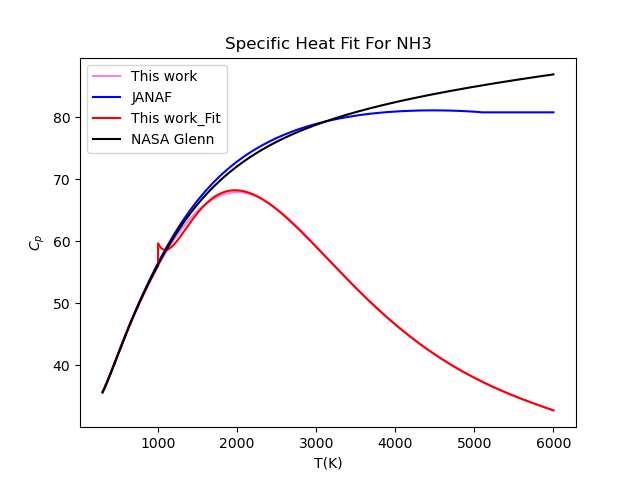 Specific Heat Fit For NH3
This work
JANAF
This work_Fit
NASA Glenn
80
70
60
50
40
C_p
1000 2000 3000 4000 5000 6000
T(K)